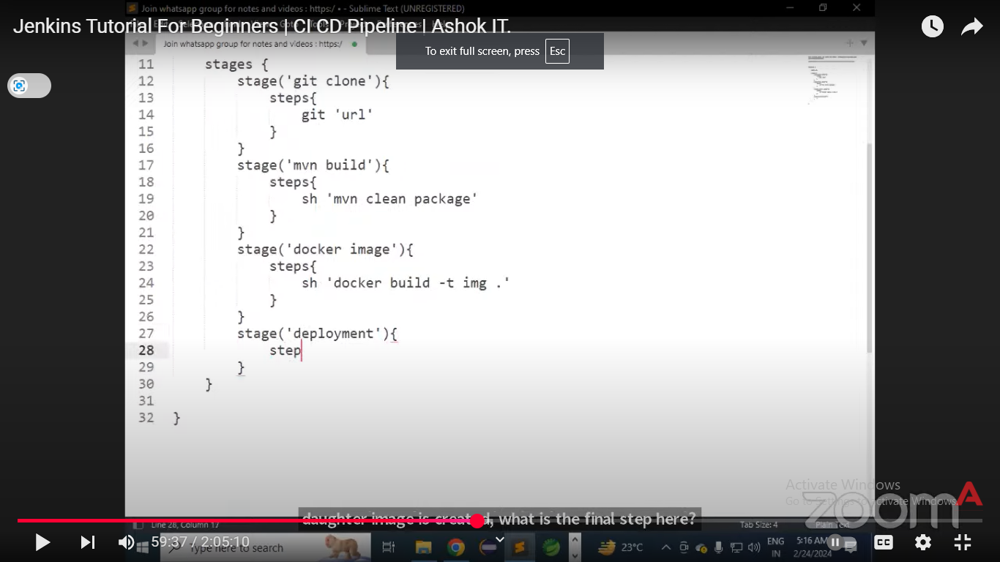 Join whatsapp group for notes and videos : https:/ • - Sublime Text (UNREGISTERED)
Jenkins Tutorial For Beginners | CI CD Pipeline | Ashok IT.
To exit full screen, press Esc
Join whatsapp group for notes and videos : https:/
11 stages {
12 stage('git clone'){
13 steps{
14 git 'url'
15 }
16 }
17 stage('mvn build'){
18 steps{
19 sh 'mvn clean package'
20 }
21 }
22 stage('docker image'){
23 steps{
24 sh 'docker build -t img .'
25 }
26 }
27 stage('deployment'){
28 step
29 }
30 }
31
32 }
Activate Windows
Go to Settings to activate Windows.
zoom
daughter image is created, what is the final step here?
Line 28, Column 17
Tab Size: 4
Plain Text
59:37 / 2:05:10
Type here to search
23°C
ENG
IN
5:16 AM
2/24/2024
CC